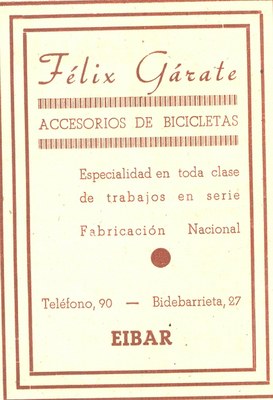 Félix Gárate
ACCESORIOS DE BICICLETAS
Especialidad en toda clase
de trabajos en serie
Fabricación Nacional
Teléfono, 90 — Bidebarrieta, 27
EIBAR